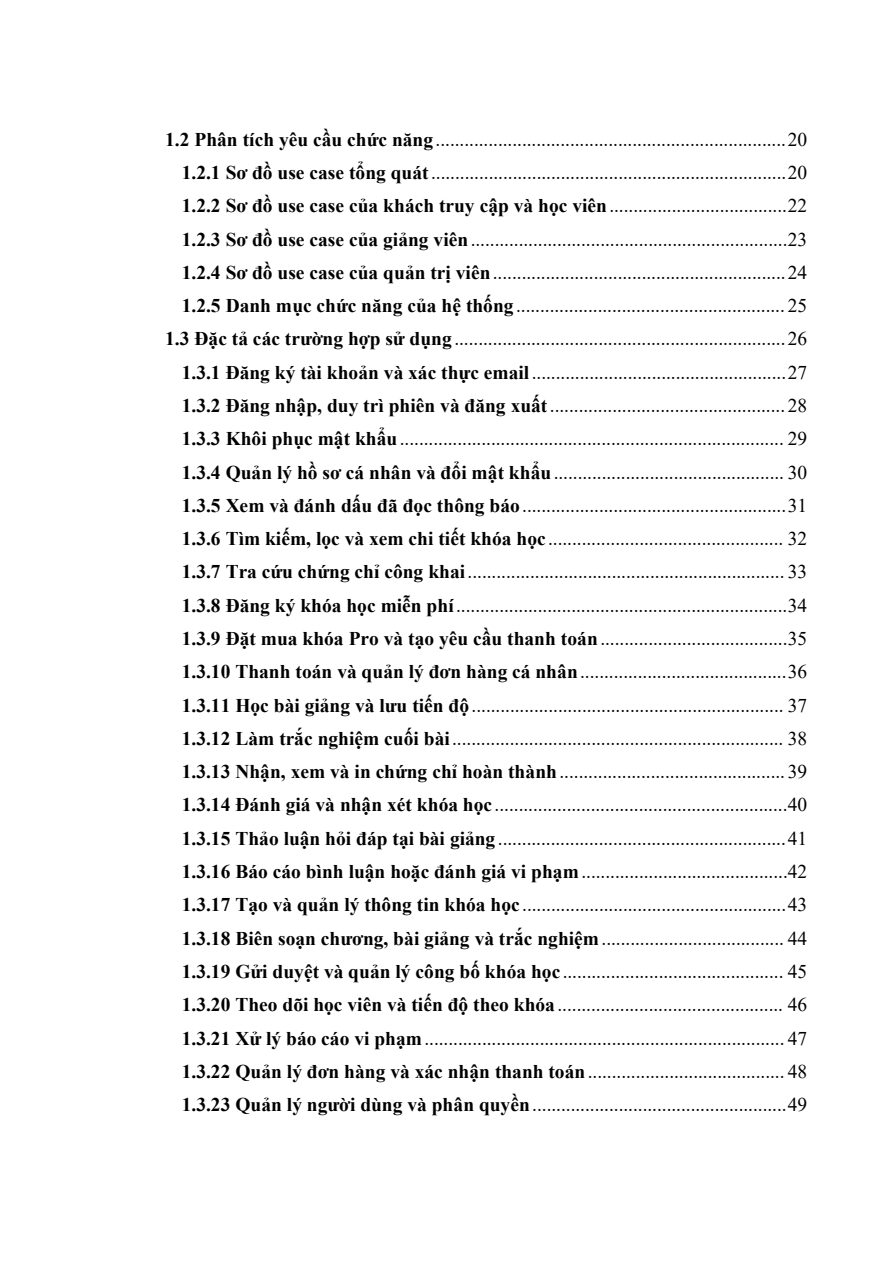 1.2 Phân tích yêu cầu chức năng.........................................................................20
1.2.1 Sơ đồ use case tổng quát..........................................................................20
1.2.2 Sơ đồ use case của khách truy cập và học viên.....................................22
1.2.3 Sơ đồ use case của giảng viên..................................................................23
1.2.4 Sơ đồ use case của quản trị viên.............................................................24
1.2.5 Danh mục chức năng của hệ thống........................................................25
1.3 Đặc tả các trường hợp sử dụng.....................................................................26
1.3.1 Đăng ký tài khoản và xác thực email.....................................................27
1.3.2 Đăng nhập, duy trì phiên và đăng xuất.................................................28
1.3.3 Khôi phục mật khẩu................................................................................29
1.3.4 Quản lý hồ sơ cá nhân và đổi mật khẩu................................................30
1.3.5 Xem và đánh dấu đã đọc thông báo.......................................................31
1.3.6 Tìm kiếm, lọc và xem chi tiết khóa học.................................................32
1.3.7 Tra cứu chứng chỉ công khai..................................................................33
1.3.8 Đăng ký khóa học miễn phí.....................................................................34
1.3.9 Đặt mua khóa Pro và tạo yêu cầu thanh toán.......................................35
1.3.10 Thanh toán và quản lý đơn hàng cá nhân...........................................36
1.3.11 Học bài giảng và lưu tiến độ.................................................................37
1.3.12 Làm trắc nghiệm cuối bài.....................................................................38
1.3.13 Nhận, xem và in chứng chỉ hoàn thành...............................................39
1.3.14 Đánh giá và nhận xét khóa học.............................................................40
1.3.15 Thảo luận hỏi đáp tại bài giảng............................................................41
1.3.16 Báo cáo bình luận hoặc đánh giá vi phạm...........................................42
1.3.17 Tạo và quản lý thông tin khóa học.......................................................43
1.3.18 Biên soạn chương, bài giảng và trắc nghiệm......................................44
1.3.19 Gửi duyệt và quản lý công bố khóa học..............................................45
1.3.20 Theo dõi học viên và tiến độ theo khóa...............................................46
1.3.21 Xử lý báo cáo vi phạm...........................................................................47
1.3.22 Quản lý đơn hàng và xác nhận thanh toán.........................................48
1.3.23 Quản lý người dùng và phân quyền.....................................................49